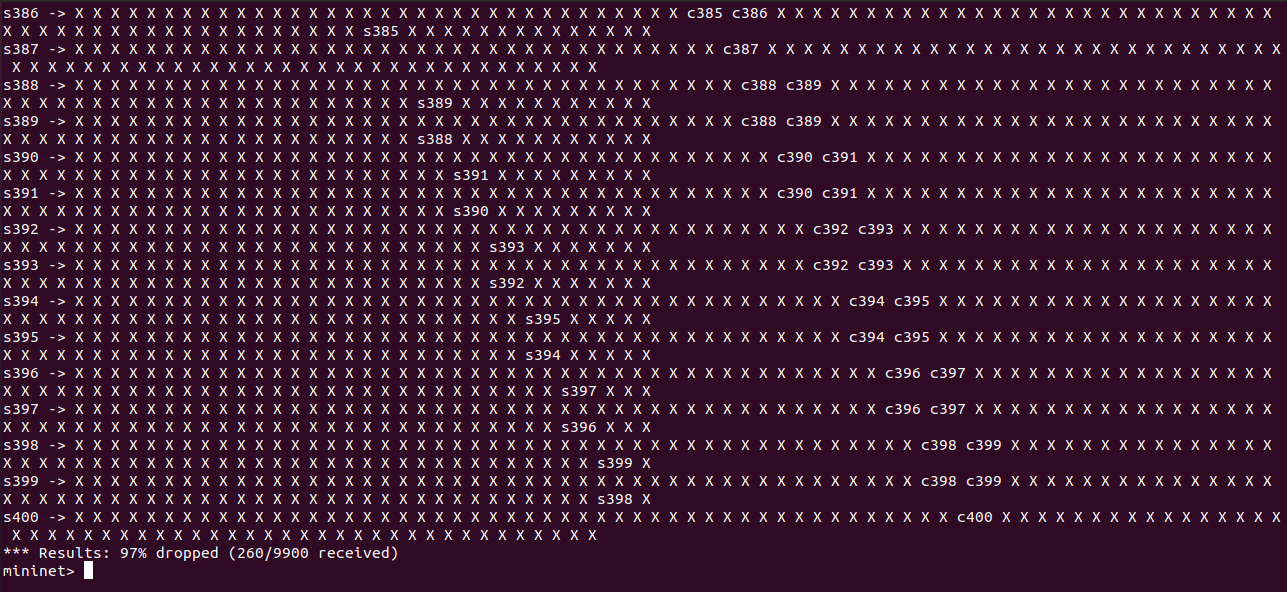 s386 -> X X X X X X X X X X X X X X X X X X X X X X X X X X X X X X X X X X c385 c386 X X X X X X X X X X X X X X X X X X X X X X X X X X X X
X X X X X X X X X X X X X X X X X X X X s385 X X X X X X X X X X X X X X
s387 -> X X X X X X X X X X X X X X X X X X X X X X X X X X X X X X X X X X X X c387 X X X X X X X X X X X X X X X X X X X X X X X X X X X X X
X X X X X X X X X X X X X X X X X X X X X X X X X X X X X X X X X
s388 -> X X X X X X X X X X X X X X X X X X X X X X X X X X X X X X X X X X X X X c388 c389 X X X X X X X X X X X X X X X X X X X X X X X X X
X X X X X X X X X X X X X X X X X X X X X X X s389 X X X X X X X X X X X
s389 -> X X X X X X X X X X X X X X X X X X X X X X X X X X X X X X X X X X X X X c388 c389 X X X X X X X X X X X X X X X X X X X X X X X X X
X X X X X X X X X X X X X X X X X X X X X X X s388 X X X X X X X X X X X
s390 -> X X X X X X X X X X X X X X X X X X X X X X X X X X X X X X X X X X X X X X X c390 c391 X X X X X X X X X X X X X X X X X X X X X X X
X X X X X X X X X X X X X X X X X X X X X X X X X s391 X X X X X X X X X
s391 -> X X X X X X X X X X X X X X X X X X X X X X X X X X X X X X X X X X X X X X X c390 c391 X X X X X X X X X X X X X X X X X X X X X X X
X X X X X X X X X X X X X X X X X X X X X X X X X s390 X X X X X X X X X
s392 -> X X X X X X X X X X X X X X X X X X X X X X X X X X X X X X X X X X X X X X X X X c392 c393 X X X X X X X X X X X X X X X X X X X X X
X X X X X X X X X X X X X X X X X X X X X X X X X X X s393 X X X X X X X
s393 -> X X X X X X X X X X X X X X X X X X X X X X X X X X X X X X X X X X X X X X X X X c392 c393 X X X X X X X X X X X X X X X X X X X X X
X X X X X X X X X X X X X X X X X X X X X X X X X X X s392 X X X X X X X
s394 -> X X X X X X X X X X X X X X X X X X X X X X X X X X X X X X X X X X X X X X X X X X X c394 c395 X X X X X X X X X X X X X X X X X X X
X X X X X X X X X X X X X X X X X X X X X X X X X X X X X s395 X X X X X
s395 -> X X X X X X X X X X X X X X X X X X X X X X X X X X X X X X X X X X X X X X X X X X X c394 c395 X X X X X X X X X X X X X X X X X X X
X X X X X X X X X X X X X X X X X X X X X X X X X X X X X s394 X X X X X
s396 -> X X X X X X X X X X X X X X X X X X X X X X X X X X X X X X X X X X X X X X X X X X X X X c396 c397 X X X X X X X X X X X X X X X X X
X X X X X X X X X X X X X X X X X X X X X X X X X X X X X X X s397 X X X
s397 -> X X X X X X X X X X X X X X X X X X X X X X X X X X X X X X X X X X X X X X X X X X X X X c396 c397 X X X X X X X X X X X X X X X X X
X X X X X X X X X X X X X X X X X X X X X X X X X X X X X X X s396 X X X
s398 -> X X X X X X X X X X X X X X X X X X X X X X X X X X X X X X X X X X X X X X X X X X X X X X X c398 c399 X X X X X X X X X X X X X X X
X X X X X X X X X X X X X X X X X X X X X X X X X X X X X X X X X s399 X
s399 -> X X X X X X X X X X X X X X X X X X X X X X X X X X X X X X X X X X X X X X X X X X X X X X X c398 c399 X X X X X X X X X X X X X X X
X X X X X X X X X X X X X X X X X X X X X X X X X X X X X X X X X s398 X
s400 -> X X X X X X X X X X X X X X X X X X X X X X X X X X X X X X X X X X X X X X X X X X X X X X X X X c400 X X X X X X X X X X X X X X X X
X X X X X X X X X X X X X X X X X X X X X X X X X X X X X X X X X
*** Results: 97% dropped (260/9900 received)
mininet>